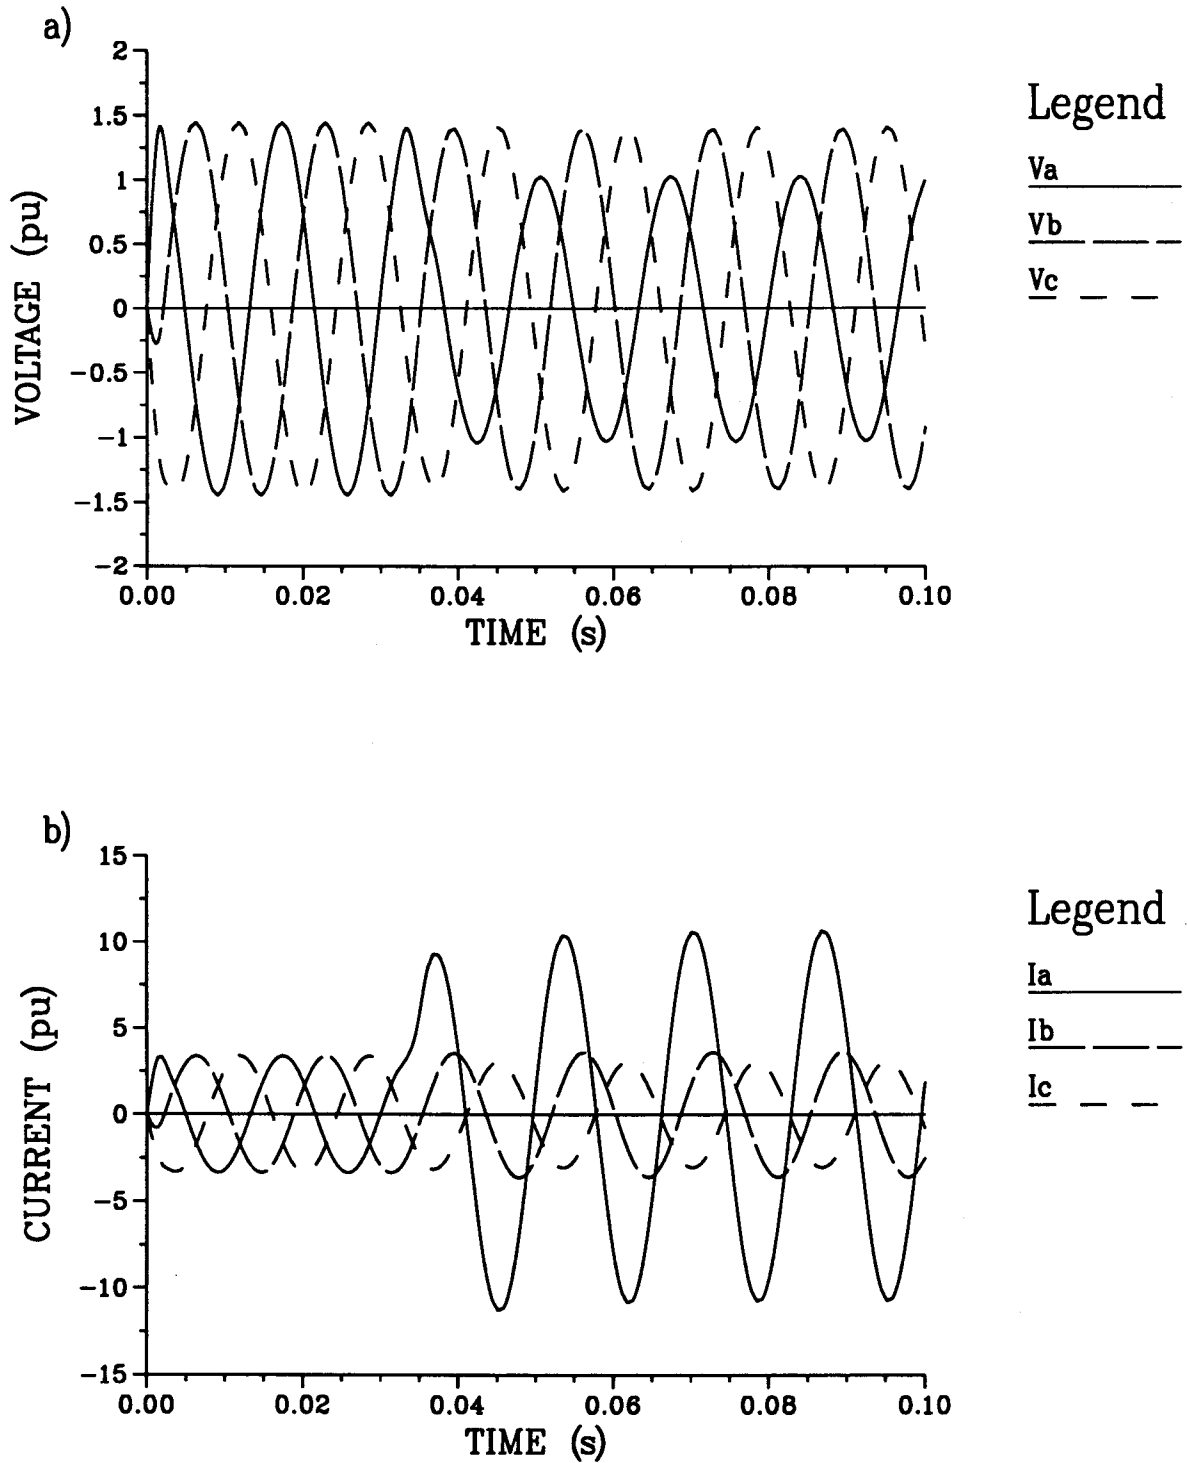 a)
2
1.5
1
0.5
0
−0.5
−1
−1.5
−2
VOLTAGE (pu)
0.00 0.02 0.04 0.06 0.08 0.10
TIME (s)
Legend
Va
Vb
Vc
b)
15
10
5
0
−5
−10
−15
CURRENT (pu)
0.00 0.02 0.04 0.06 0.08 0.10
TIME (s)
Legend
Ia
Ib
Ic